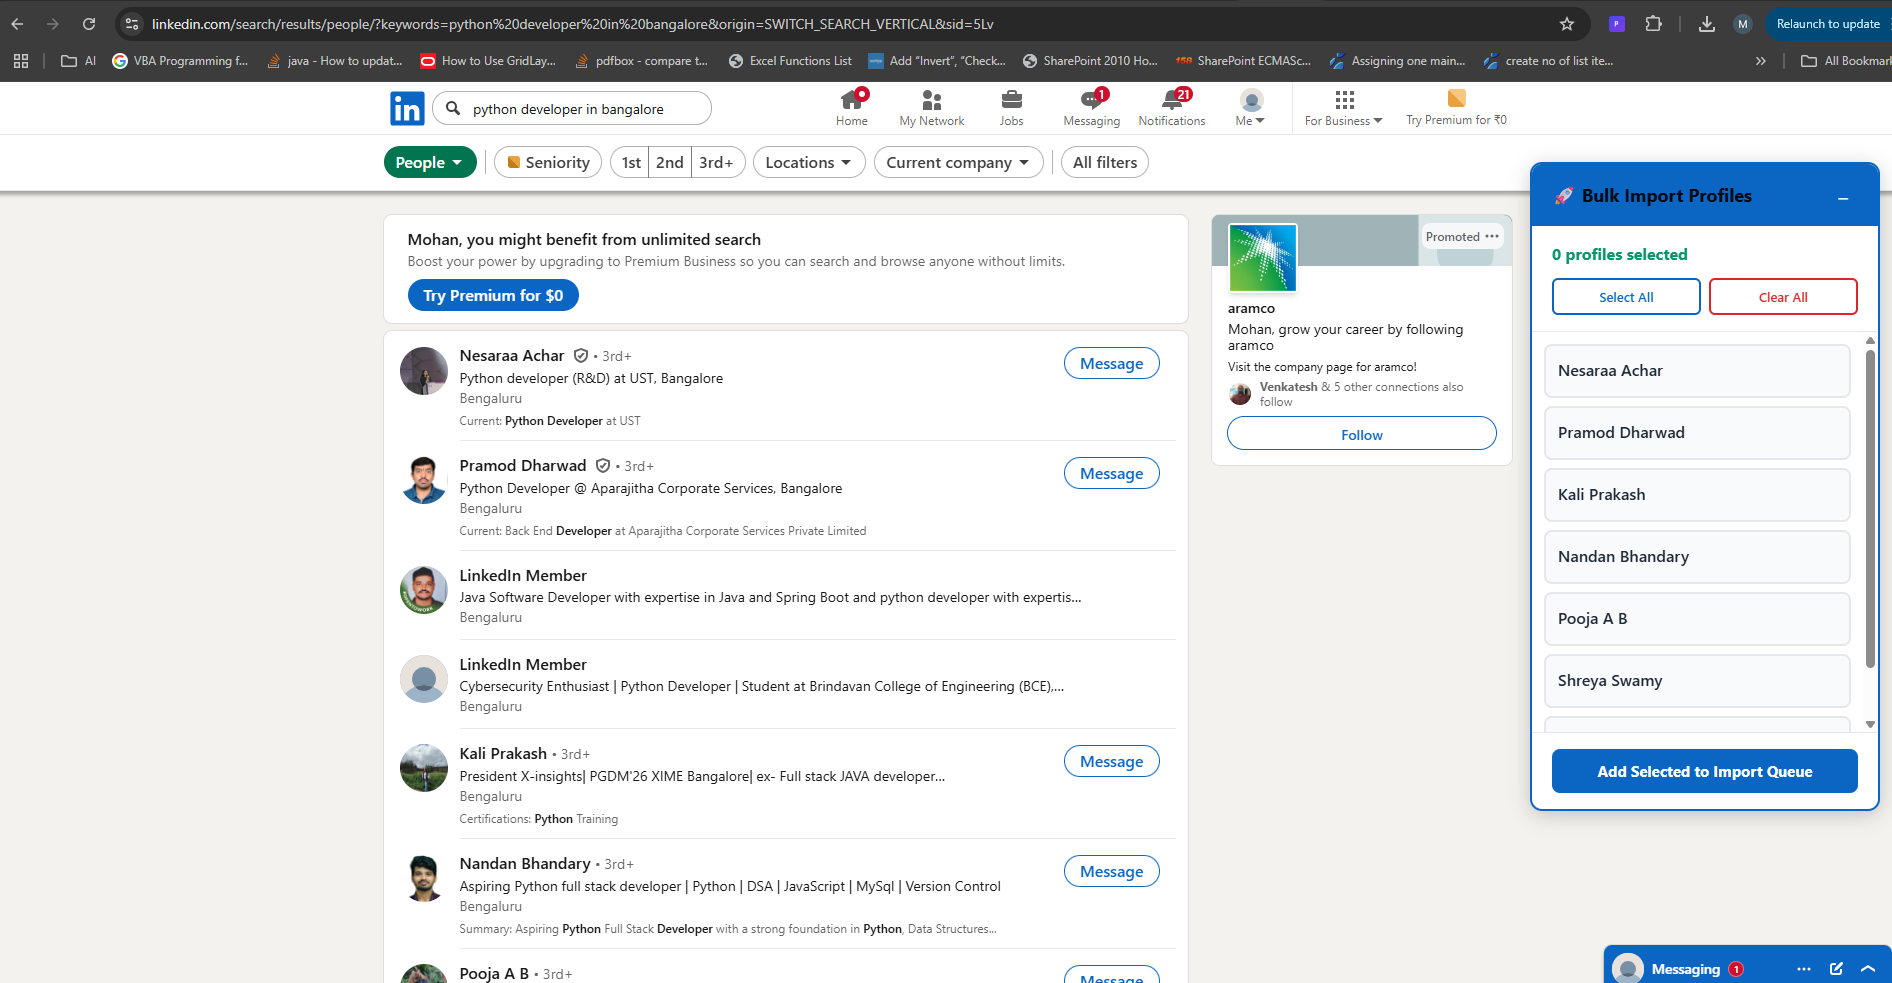 linkedin.com/search/results/people/?keywords=python%20developer%20in%20bangalore&origin=SWITCH_SEARCH_VERTICAL&sid=5Lv
P
M
Relaunch to update
AI
VBA Programming f...
java - How to updat...
How to Use GridLay...
pdfbox - compare t...
Excel Functions List
Add "Invert", "Check...
SharePoint 2010 Ho...
SharePoint ECMASc...
Assigning one main...
create no of list ite...
All Bookmar
in
python developer in bangalore
Home
My Network
Jobs
1
Messaging
21
Notifications
Me
For Business
Try Premium for ₹0
People
Seniority
1st
2nd
3rd+
Locations
Current company
All filters
Mohan, you might benefit from unlimited search
Boost your power by upgrading to Premium Business so you can search and browse anyone without limits.
Try Premium for $0
Nesaraa Achar • 3rd+
Python developer (R&D) at UST, Bangalore
Bengaluru
Current: Python Developer at UST
Message
Pramod Dharwad • 3rd+
Python Developer @ Aparajitha Corporate Services, Bangalore
Bengaluru
Current: Back End Developer at Aparajitha Corporate Services Private Limited
Message
LinkedIn Member
Java Software Developer with expertise in Java and Spring Boot and python developer with expertis...
Bengaluru
LinkedIn Member
Cybersecurity Enthusiast | Python Developer | Student at Brindavan College of Engineering (BCE),...
Bengaluru
Kali Prakash • 3rd+
President X-insights| PGDM'26 XIME Bangalore| ex- Full stack JAVA developer...
Bengaluru
Certifications: Python Training
Message
Nandan Bhandary • 3rd+
Aspiring Python full stack developer | Python | DSA | JavaScript | MySql | Version Control
Bengaluru
Summary: Aspiring Python Full Stack Developer with a strong foundation in Python, Data Structures...
Message
Pooja A B • 3rd+
Message
Promoted
aramco
Mohan, grow your career by following
aramco
Visit the company page for aramco!
Venkatesh & 5 other connections also
follow
Follow
🚀 Bulk Import Profiles
0 profiles selected
Select All
Clear All
Nesaraa Achar
Pramod Dharwad
Kali Prakash
Nandan Bhandary
Pooja A B
Shreya Swamy
Add Selected to Import Queue
Messaging 1